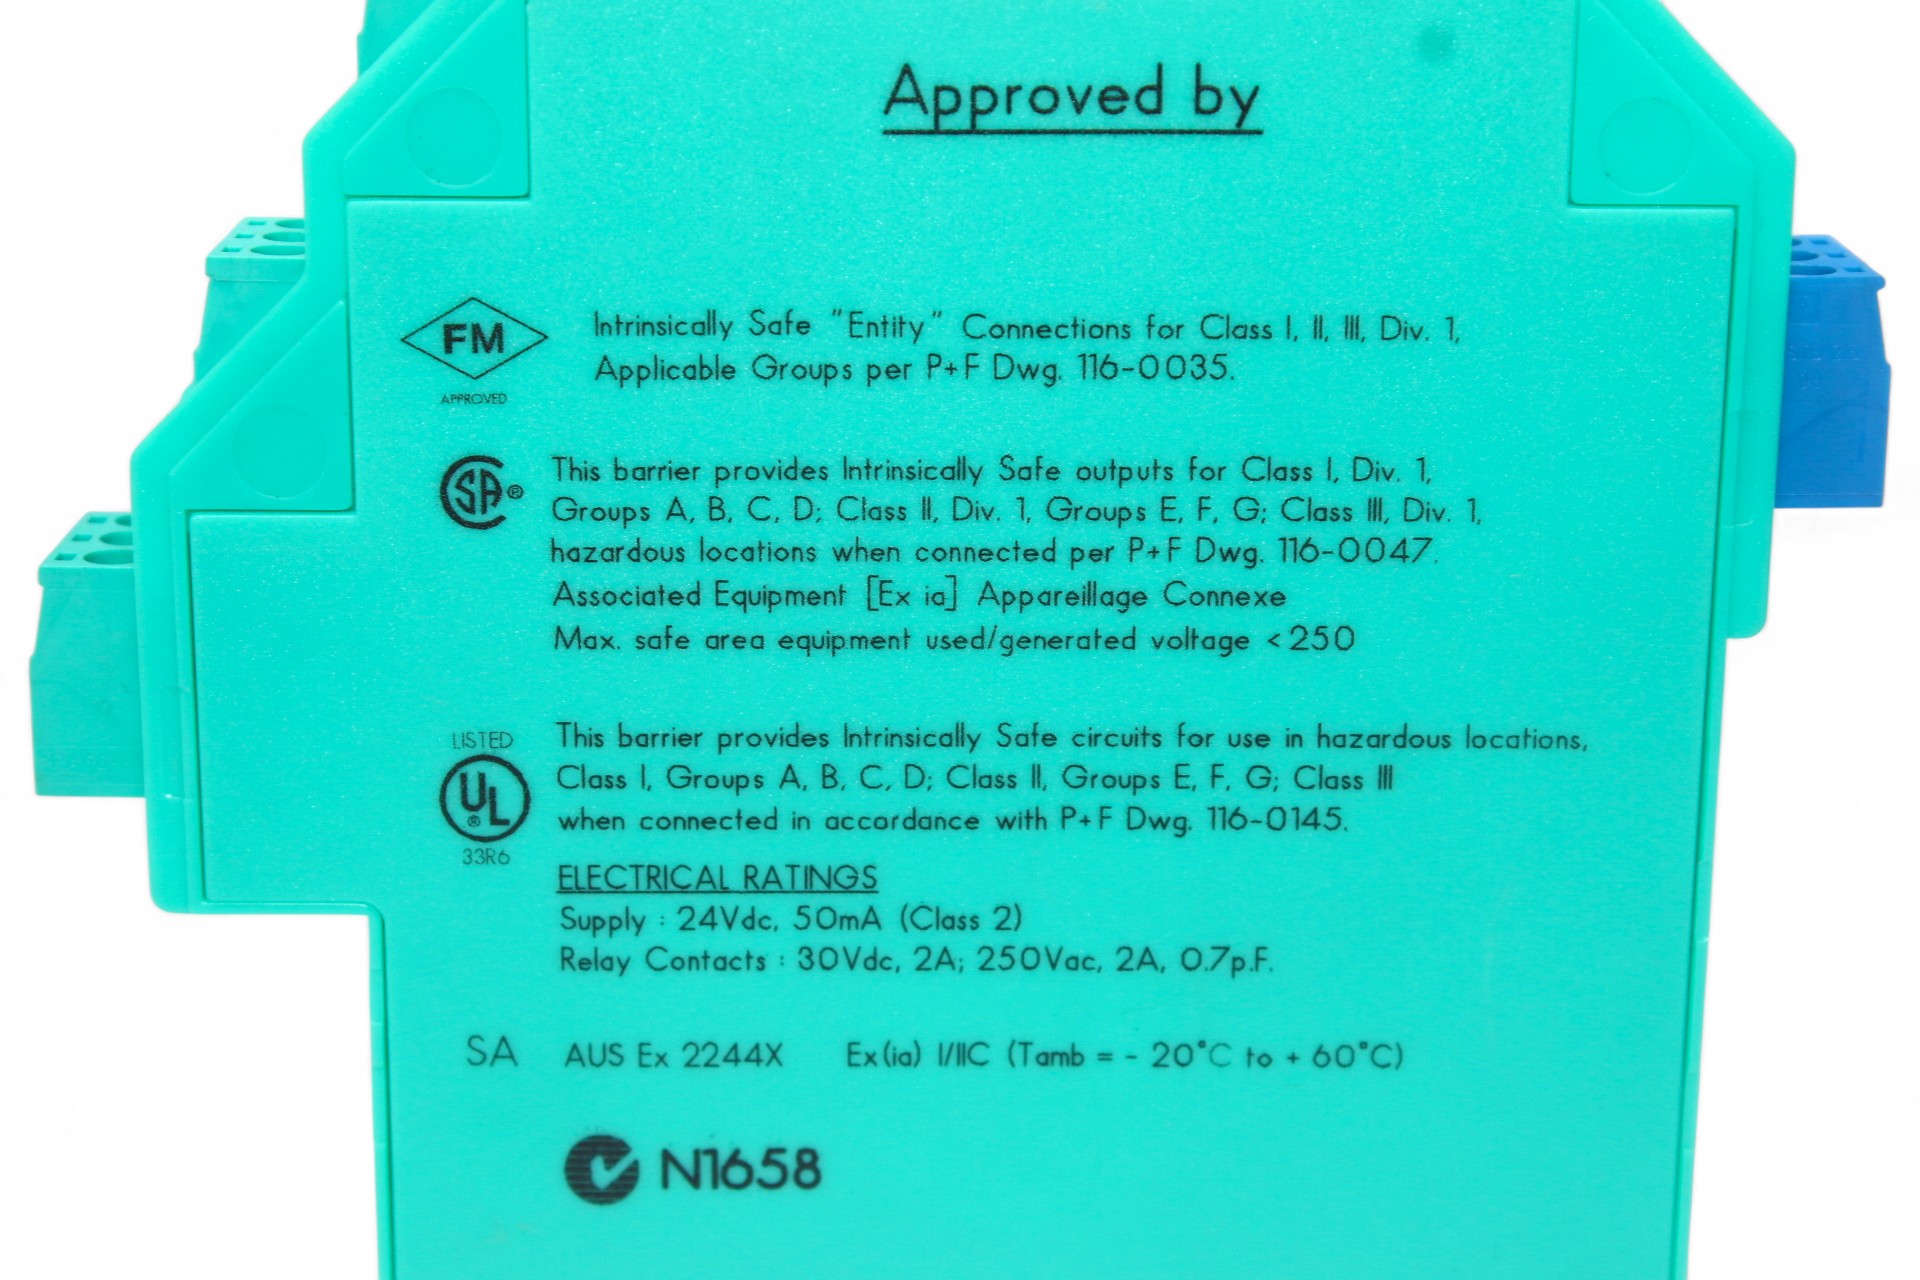 Approved by
FM
APPROVED
Intrinsically Safe "Entity" Connections for Class I, II, III, Div. 1,
Applicable Groups per P+F Dwg. 116-0035.
SA®
This barrier provides Intrinsically Safe outputs for Class I, Div. 1,
Groups A, B, C, D; Class II, Div. 1, Groups E, F, G; Class III, Div. 1,
hazardous locations when connected per P+F Dwg. 116-0047.
Associated Equipment [Ex ia] Appareillage Connexe
Max. safe area equipment used/generated voltage <250
LISTED
UL®
33R6
This barrier provides Intrinsically Safe circuits for use in hazardous locations,
Class I, Groups A, B, C, D; Class II, Groups E, F, G; Class III
when connected in accordance with P+F Dwg. 116-0145.
ELECTRICAL RATINGS
Supply : 24Vdc, 50mA (Class 2)
Relay Contacts : 30Vdc, 2A; 250Vac, 2A, 0.7p.F.
SA AUS Ex 2244X Ex(ia) I/IIC (Tamb = - 20°C to + 60°C)
N1658